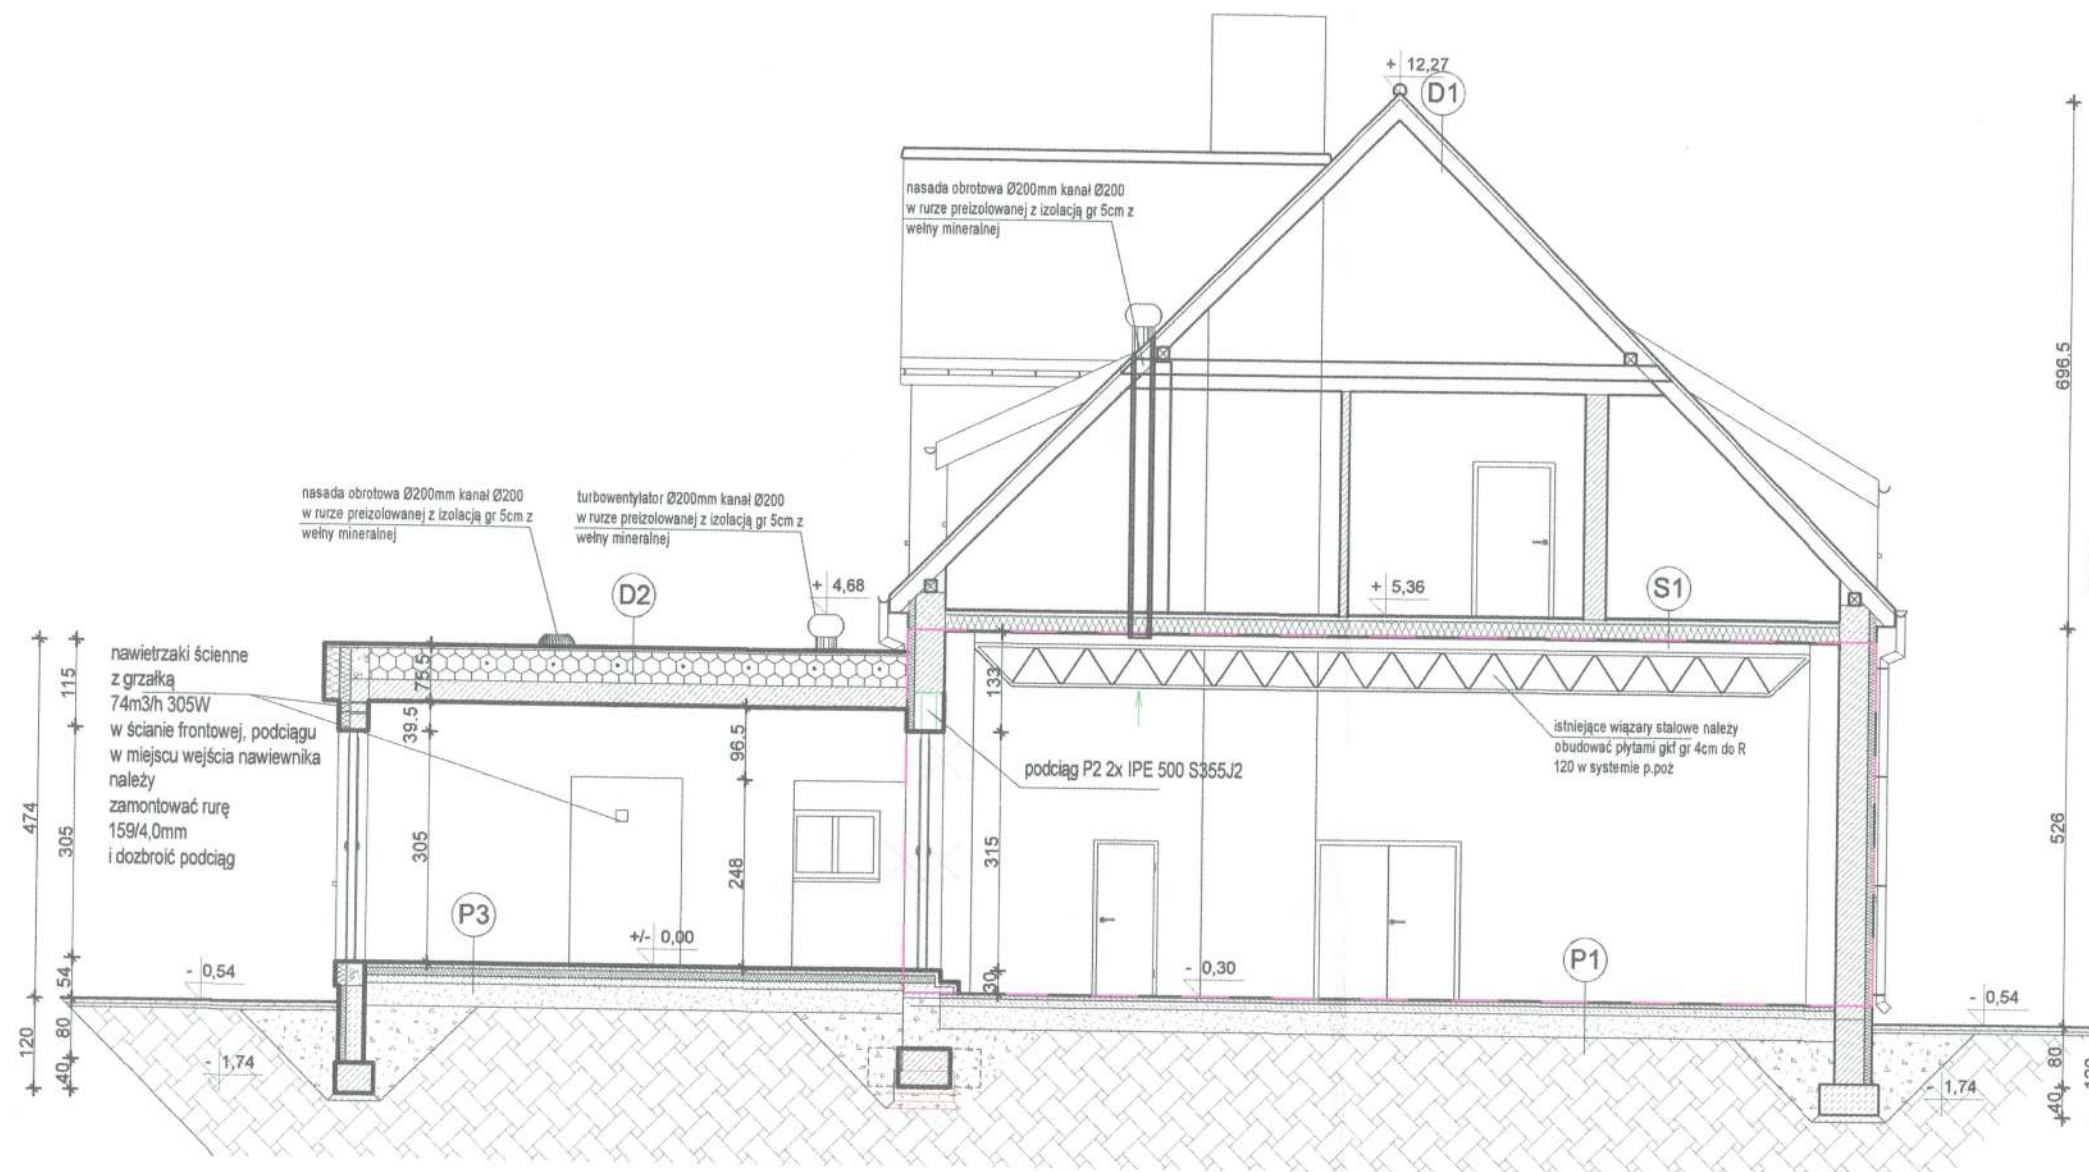 + 12,27
D1
nasada obrotowa Ø200mm kanał Ø200
w rurze preizolowanej z izolacją gr 5cm z
wełny mineralnej
696.5
nasada obrotowa Ø200mm kanał Ø200
w rurze preizolowanej z izolacją gr 5cm z
wełny mineralnej
turbowentylator Ø200mm kanał Ø200
w rurze preizolowanej z izolacją gr 5cm z
wełny mineralnej
D2
+ 4,68
+ 5,36
S1
nawietrzaki ścienne
z grzałką
74m3/h 305W
w ścianie frontowej, podciągu
w miejscu wejścia nawiewnika
należy
zamontować rurę
159/4,0mm
i dozbroić podciąg
115
75.5
39.5
96.5
133
istniejące wiązary stalowe należy
obudować płytami gkf gr 4cm do R
120 w systemie p.poż
podciąg P2 2x IPE 500 S355J2
474
305
305
248
315
526
P3
+/- 0,00
- 0,54
54
30
- 0,30
P1
- 0,54
120
80
40
- 1,74
- 1,74
80
40